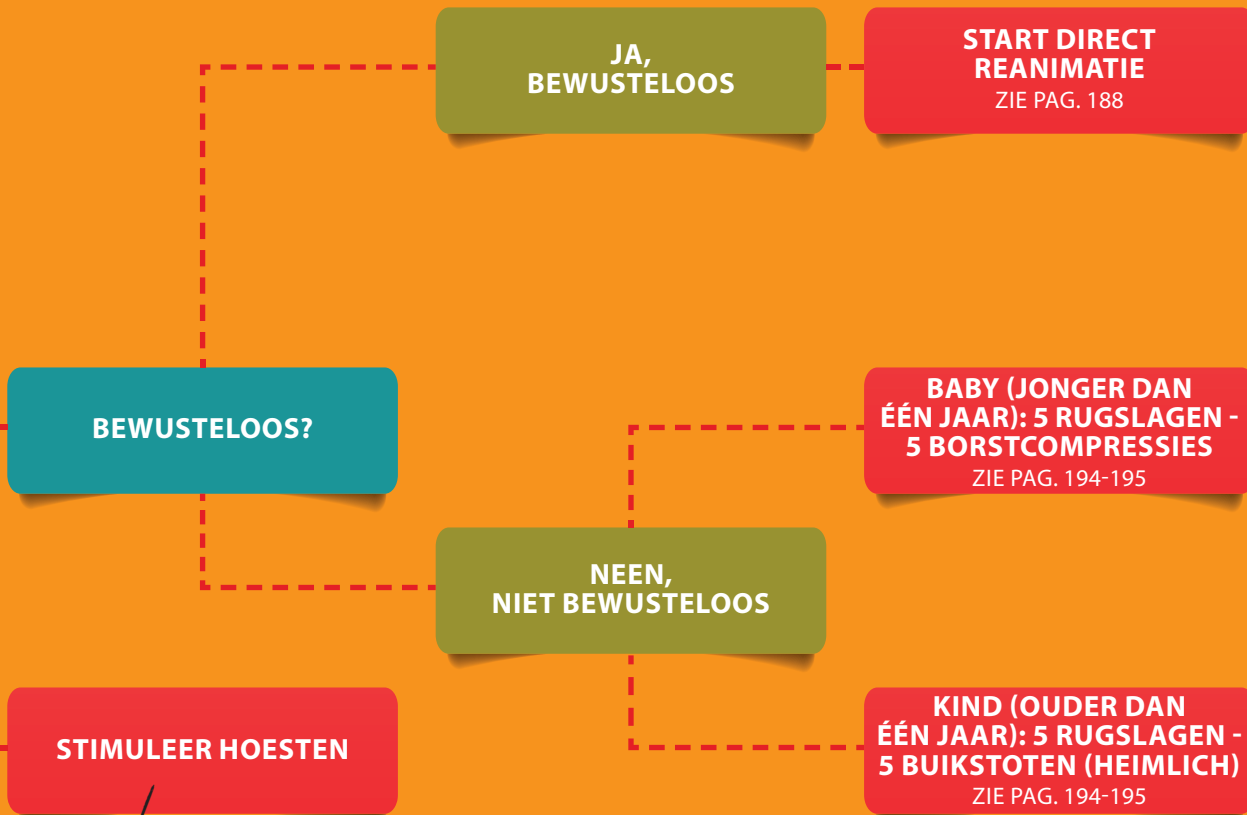 JA,
BEWUSTELOOS
START DIRECT
REANIMATIE
ZIE PAG. 188
BEWUSTELOOS?
BABY (JONGER DAN
ÉÉN JAAR): 5 RUGSLAGEN -
5 BORSTCOMPRESSIES
ZIE PAG. 194-195
NEEN,
NIET BEWUSTELOOS
STIMULEER HOESTEN
KIND (OUDER DAN
ÉÉN JAAR): 5 RUGSLAGEN -
5 BUIKSTOTEN (HEIMLICH)
ZIE PAG. 194-195